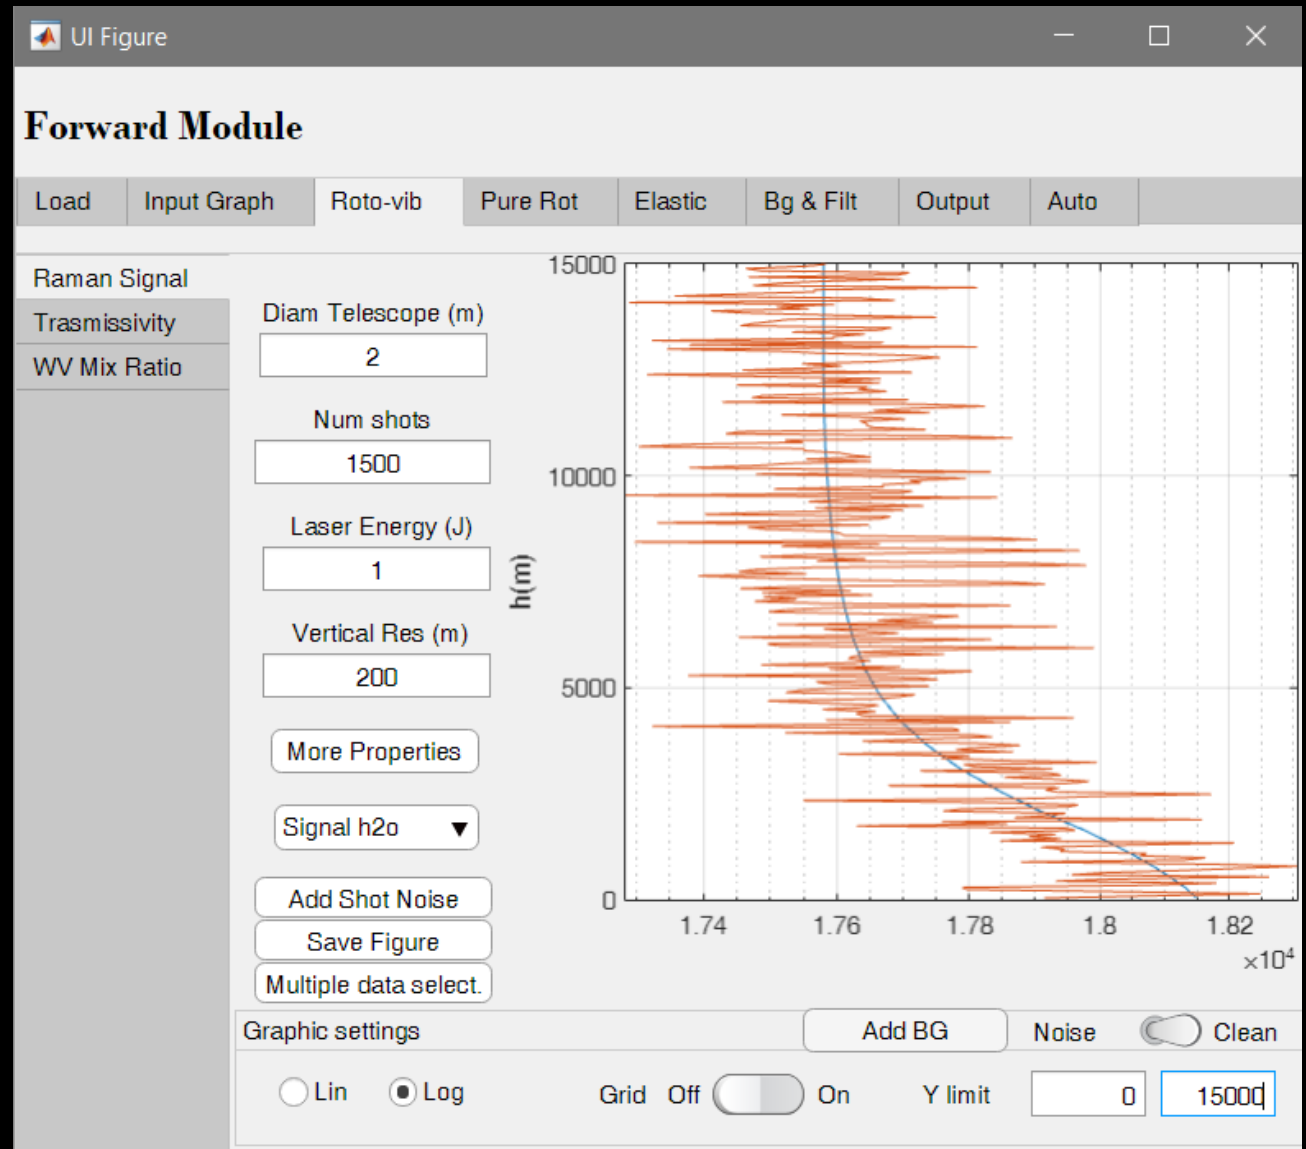 UI Figure
Forward Module
Load Input Graph Roto-vib Pure Rot Elastic Bg & Filt Output Auto
Raman Signal
Trasmissivity
WV Mix Ratio
Diam Telescope (m)
2
Num shots
1500
Laser Energy (J)
1
Vertical Res (m)
200
More Properties
Signal h2o
Add Shot Noise
Save Figure
Multiple data select.
h(m)
15000
10000
5000
0
1.74 1.76 1.78 1.8 1.82
×10⁴
Graphic settings
Add BG Noise Clean
Lin Log Grid Off On Y limit 0 15000